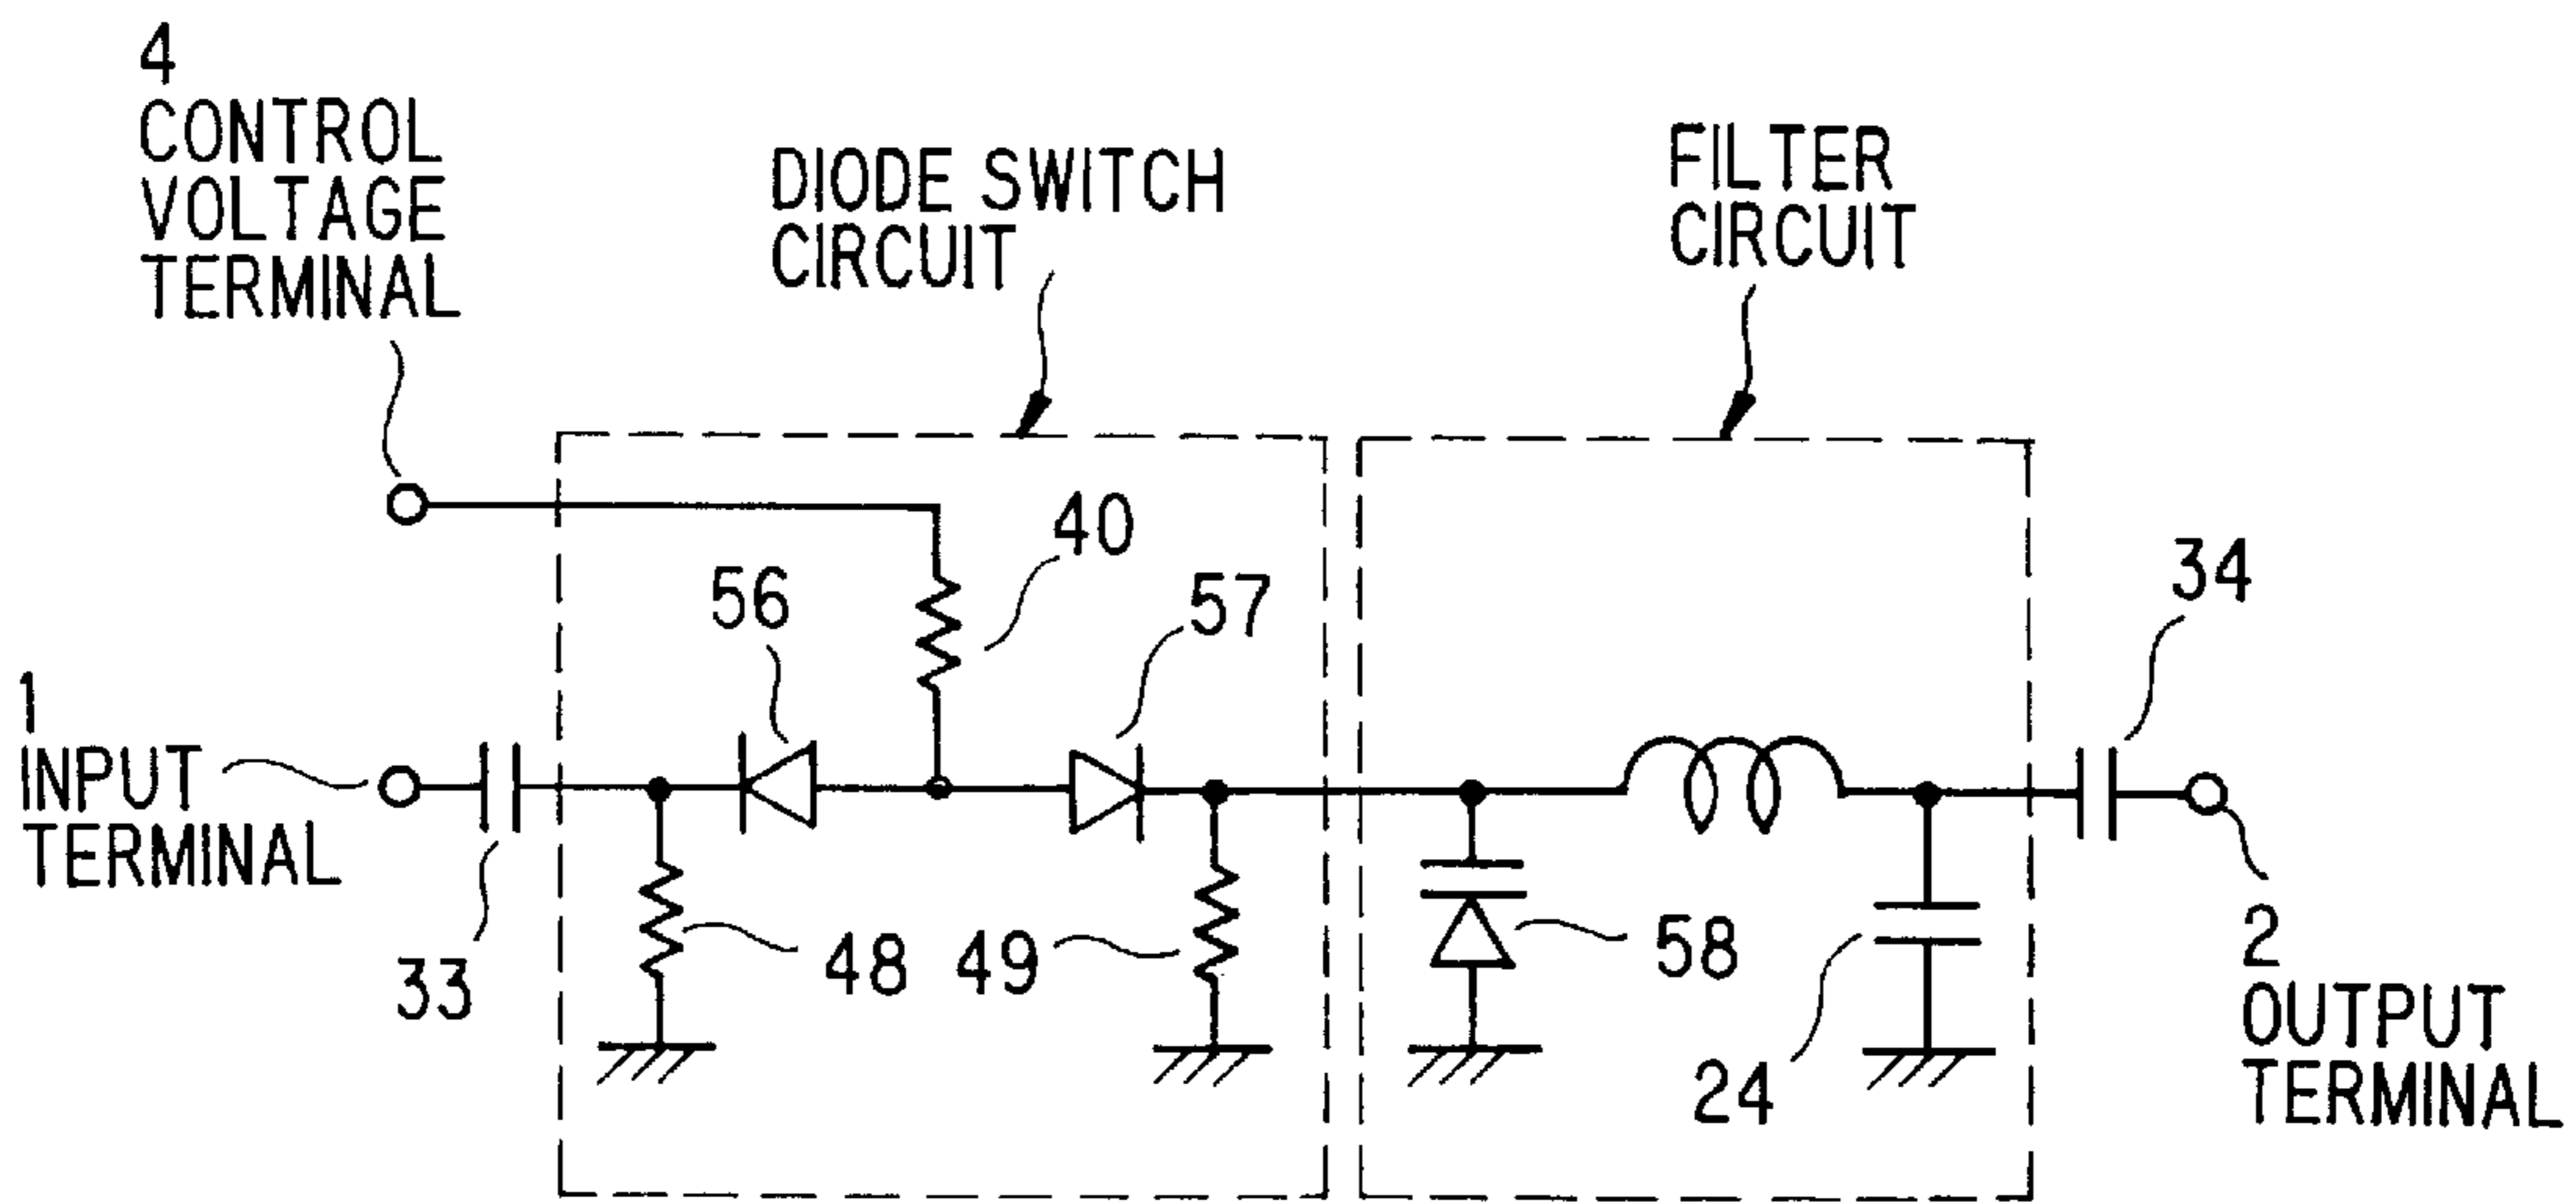 4
CONTROL
VOLTAGE
TERMINAL
DIODE SWITCH
CIRCUIT
FILTER
CIRCUIT
40
56
57
34
1
INPUT
TERMINAL
33
48
49
58
24
2
OUTPUT
TERMINAL